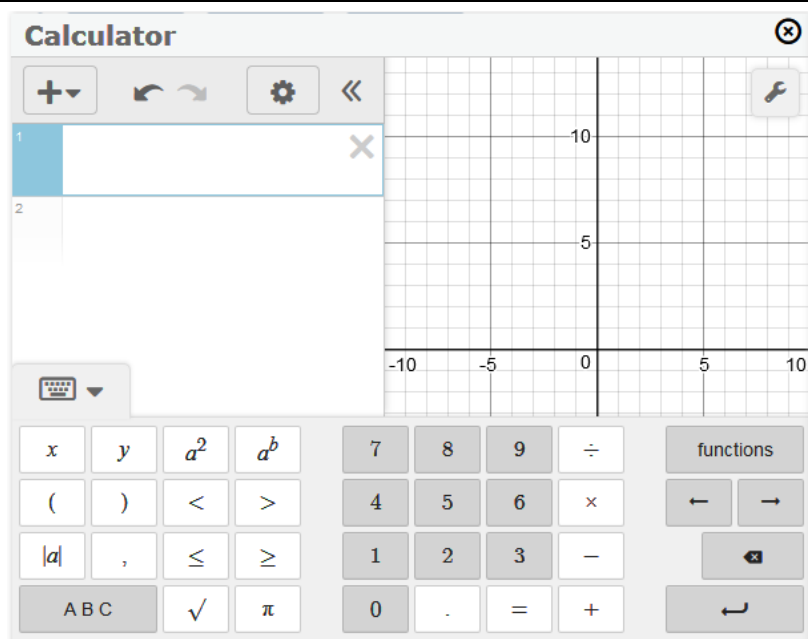 Calculator
1
2
10
5
-10 -5 0 5 10
x y a² aᵇ 7 8 9 ÷ functions
( ) < > 4 5 6 × ← →
|a| , ≤ ≥ 1 2 3 −
A B C √ π 0 . = +